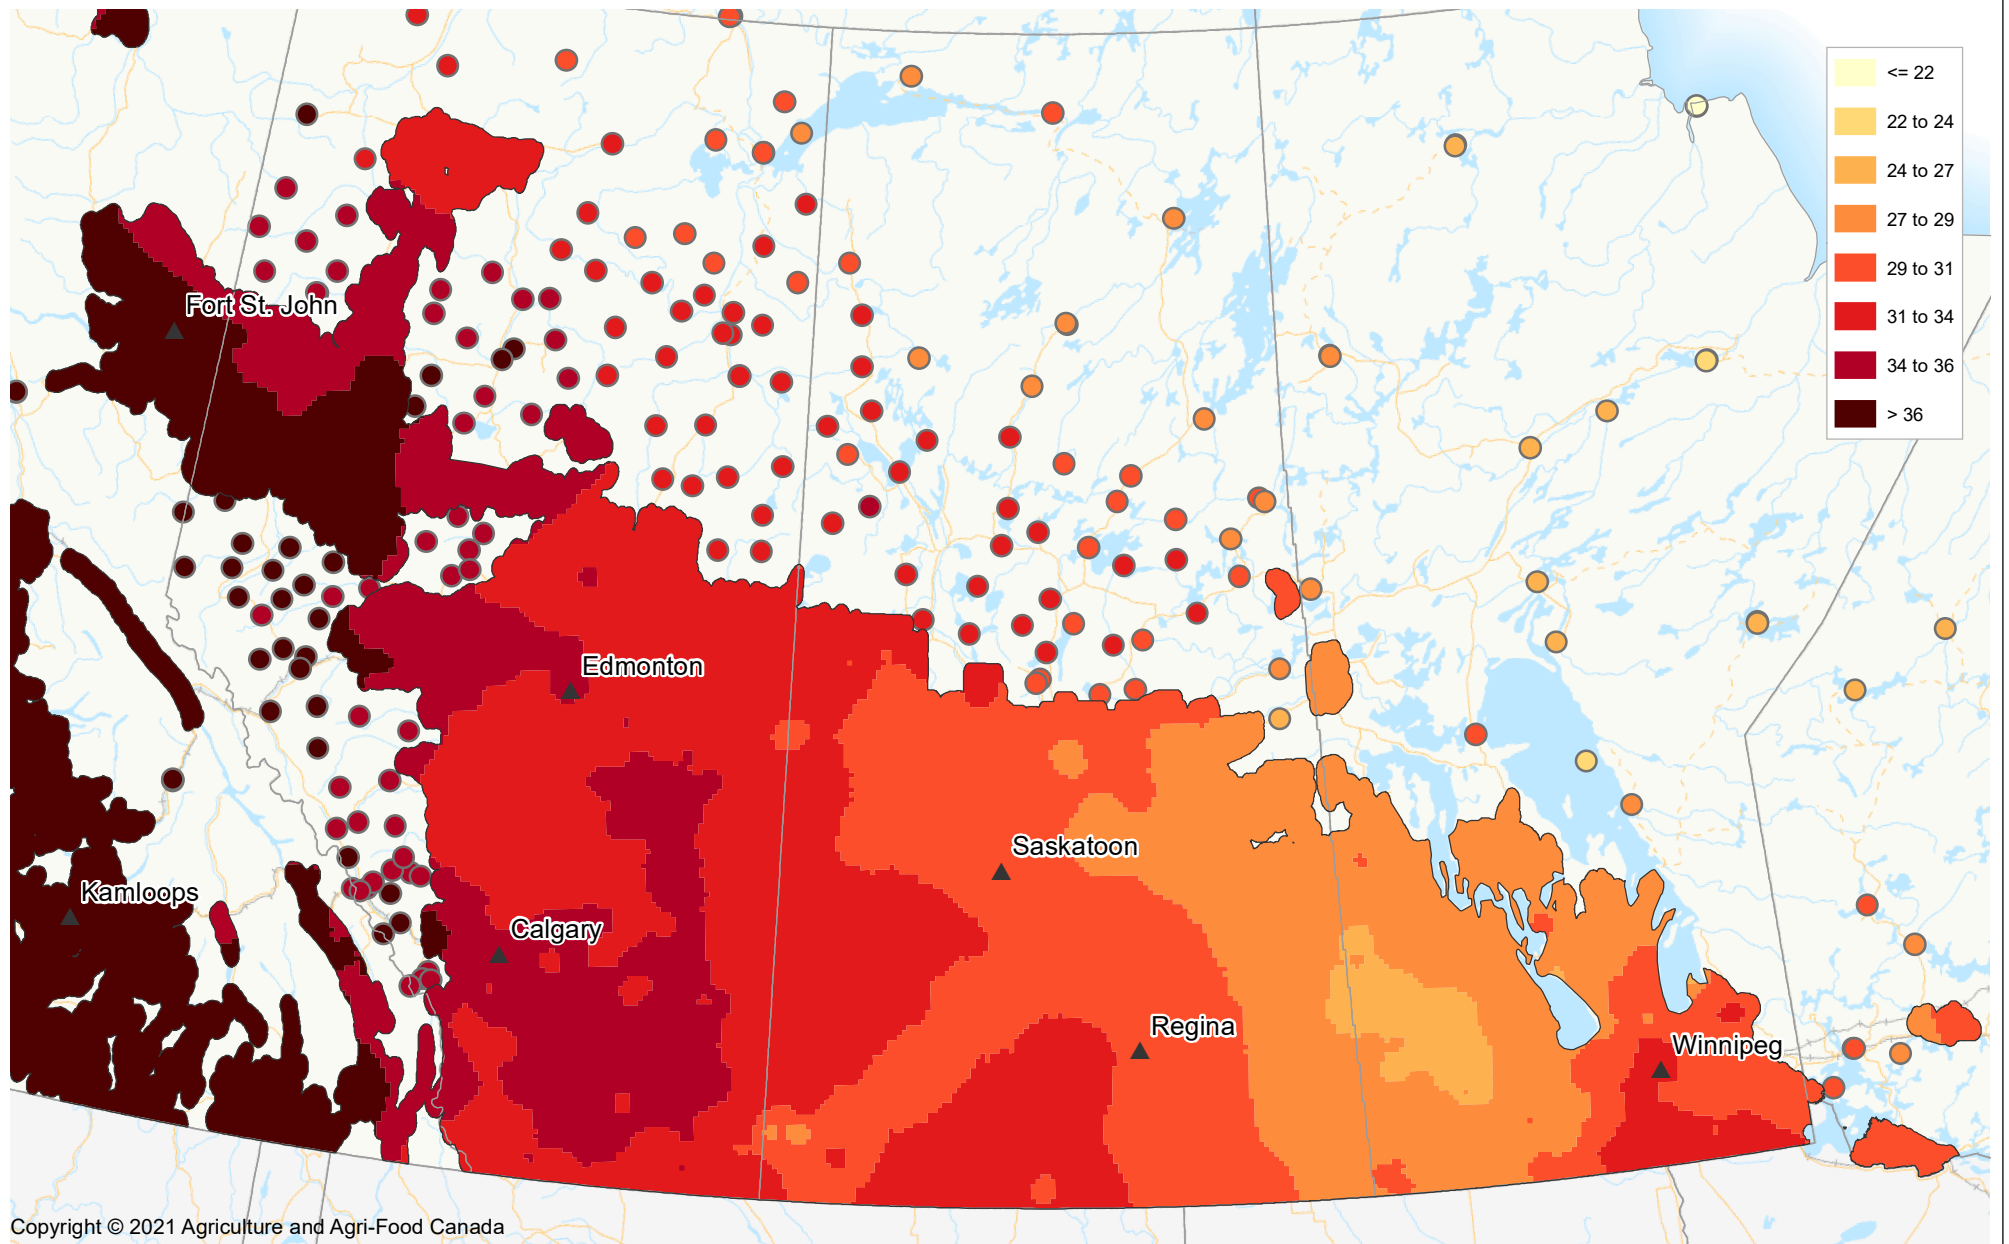 <= 22
22 to 24
24 to 27
27 to 29
29 to 31
31 to 34
34 to 36
> 36
Fort St. John
Edmonton
Saskatoon
Kamloops
Calgary
Regina
Winnipeg
Copyright © 2021 Agriculture and Agri-Food Canada